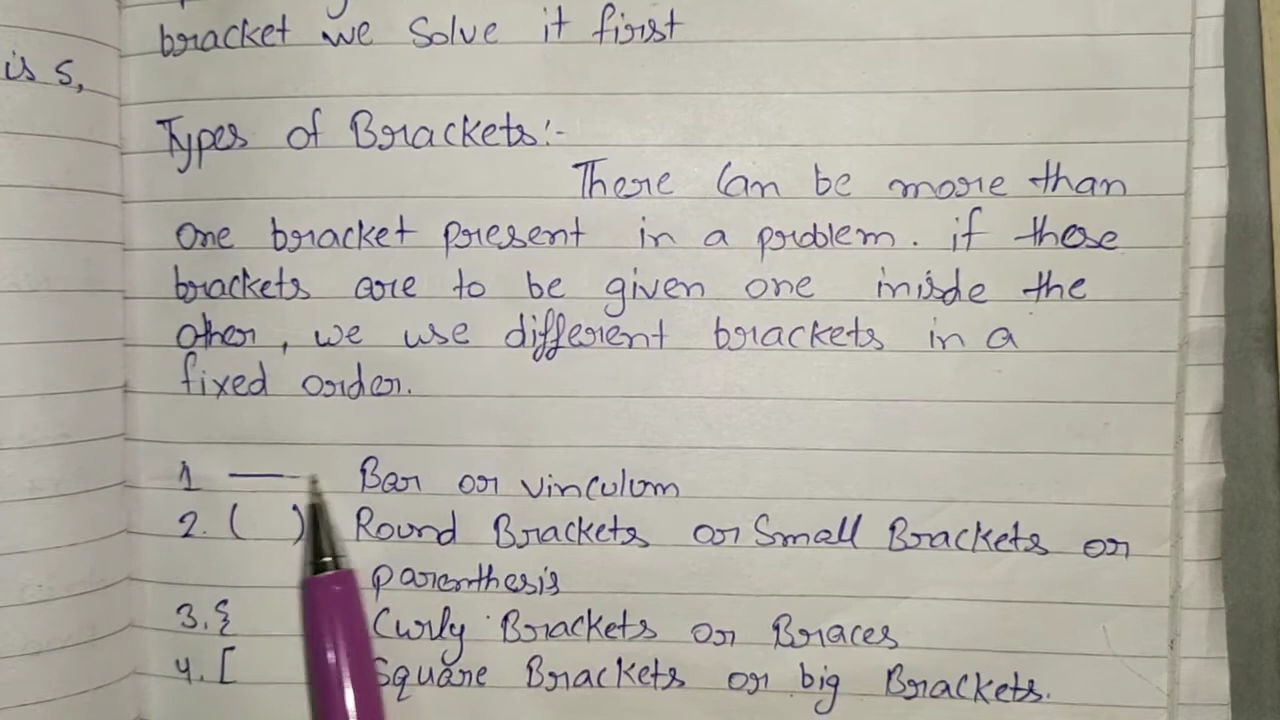 bracket we solve it first
is 5,
Types of Brackets:-
There can be more than
one bracket present in a problem. if those
brackets are to be given one inisde the
other, we use different brackets in a
fixed order.
1 — Bar or vinculum
2. ( ) Round Brackets or Small Brackets or
parenthesis
3. { Curly Brackets or Braces
4. [ Square Brackets or big Brackets.